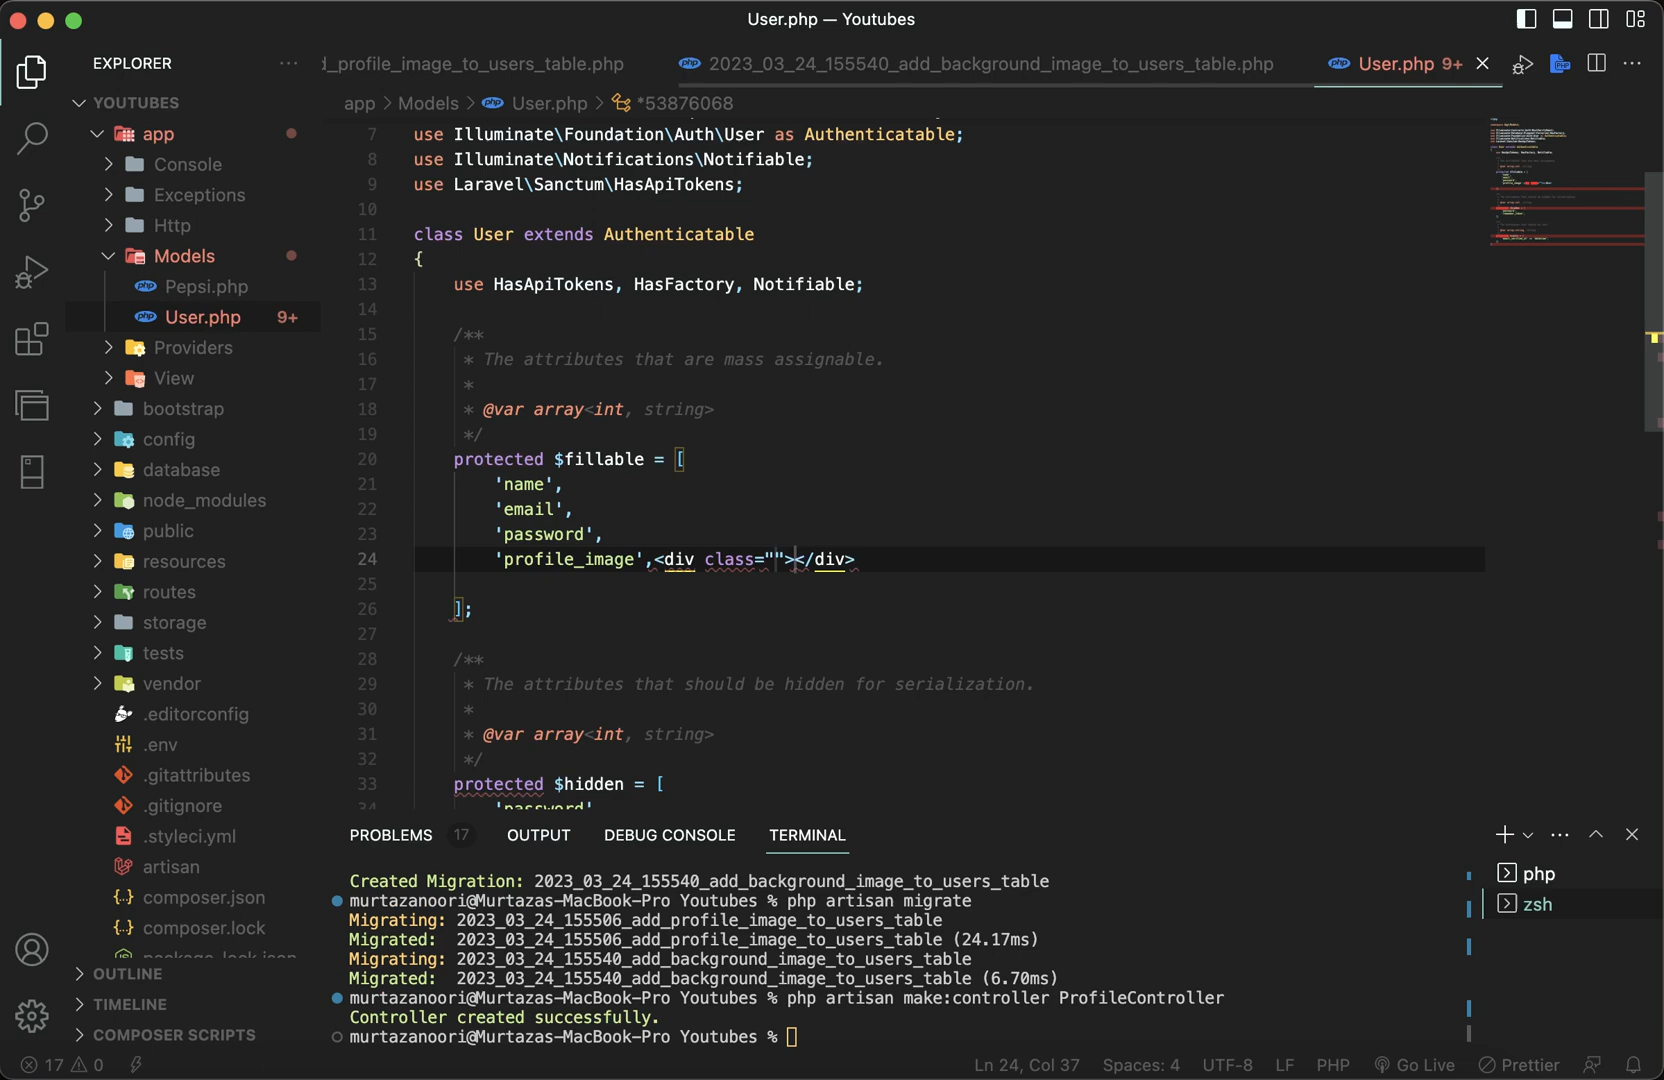 User.php — Youtubes
EXPLORER
YOUTUBES
app
Console
Exceptions
Http
Models
Pepsi.php
User.php 9+
Providers
View
bootstrap
config
database
node_modules
public
resources
routes
storage
tests
vendor
.editorconfig
.env
.gitattributes
.gitignore
.styleci.yml
artisan
composer.json
composer.lock
package-lock.json
OUTLINE
TIMELINE
COMPOSER SCRIPTS
d_profile_image_to_users_table.php
php 2023_03_24_155540_add_background_image_to_users_table.php
php User.php 9+
app > Models > php User.php > *53876068
7 use Illuminate\Foundation\Auth\User as Authenticatable;
8 use Illuminate\Notifications\Notifiable;
9 use Laravel\Sanctum\HasApiTokens;
10
11 class User extends Authenticatable
12 {
13 use HasApiTokens, HasFactory, Notifiable;
14
15 /**
16 * The attributes that are mass assignable.
17 *
18 * @var array<int, string>
19 */
20 protected $fillable = [
21 'name',
22 'email',
23 'password',
24 'profile_image',<div class=""></div>
25
26 ];
27
28 /**
29 * The attributes that should be hidden for serialization.
30 *
31 * @var array<int, string>
32 */
33 protected $hidden = [
34 'password',
PROBLEMS 17 OUTPUT DEBUG CONSOLE TERMINAL
Created Migration: 2023_03_24_155540_add_background_image_to_users_table
murtazanoori@Murtazas-MacBook-Pro Youtubes % php artisan migrate
Migrating: 2023_03_24_155506_add_profile_image_to_users_table
Migrated: 2023_03_24_155506_add_profile_image_to_users_table (24.17ms)
Migrating: 2023_03_24_155540_add_background_image_to_users_table
Migrated: 2023_03_24_155540_add_background_image_to_users_table (6.70ms)
murtazanoori@Murtazas-MacBook-Pro Youtubes % php artisan make:controller ProfileController
Controller created successfully.
murtazanoori@Murtazas-MacBook-Pro Youtubes %
php
zsh
17 0
Ln 24, Col 37 Spaces: 4 UTF-8 LF PHP Go Live Prettier